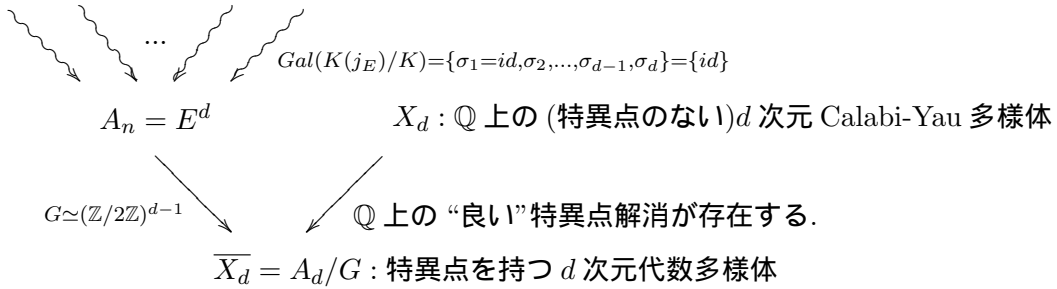 ...
Gal(K(j_E)/K)={σ_1=id,σ_2,...,σ_{d-1},σ_d}={id}
A_n = E^d X_d : ℚ 上の (特異点のない)d 次元 Calabi-Yau 多様体
G≃(ℤ/2ℤ)^{d-1} ℚ 上の “良い”特異点解消が存在する.
\overline{X_d} = A_d/G : 特異点を持つ d 次元代数多様体